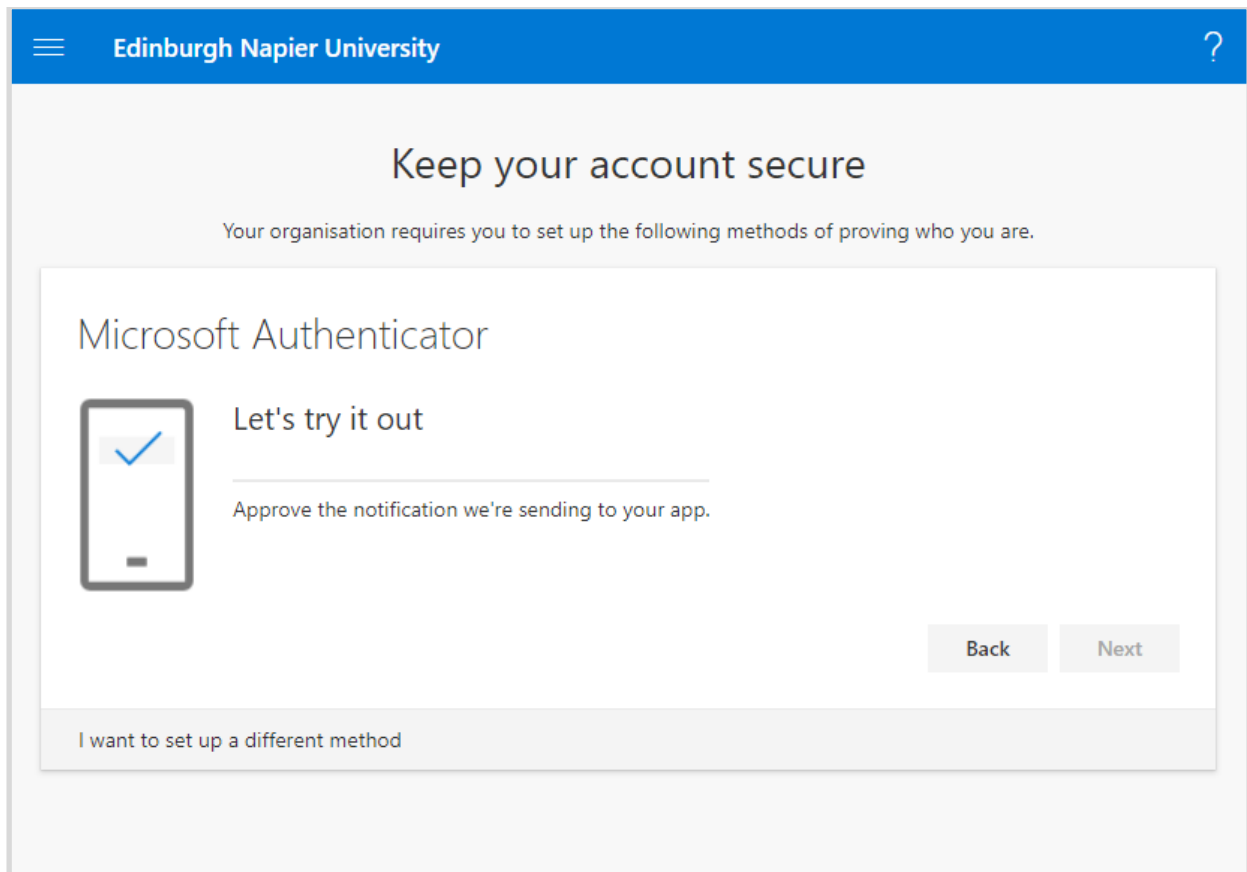 Edinburgh Napier University
?
Keep your account secure
Your organisation requires you to set up the following methods of proving who you are.
Microsoft Authenticator
Let's try it out
Approve the notification we're sending to your app.
Back Next
I want to set up a different method